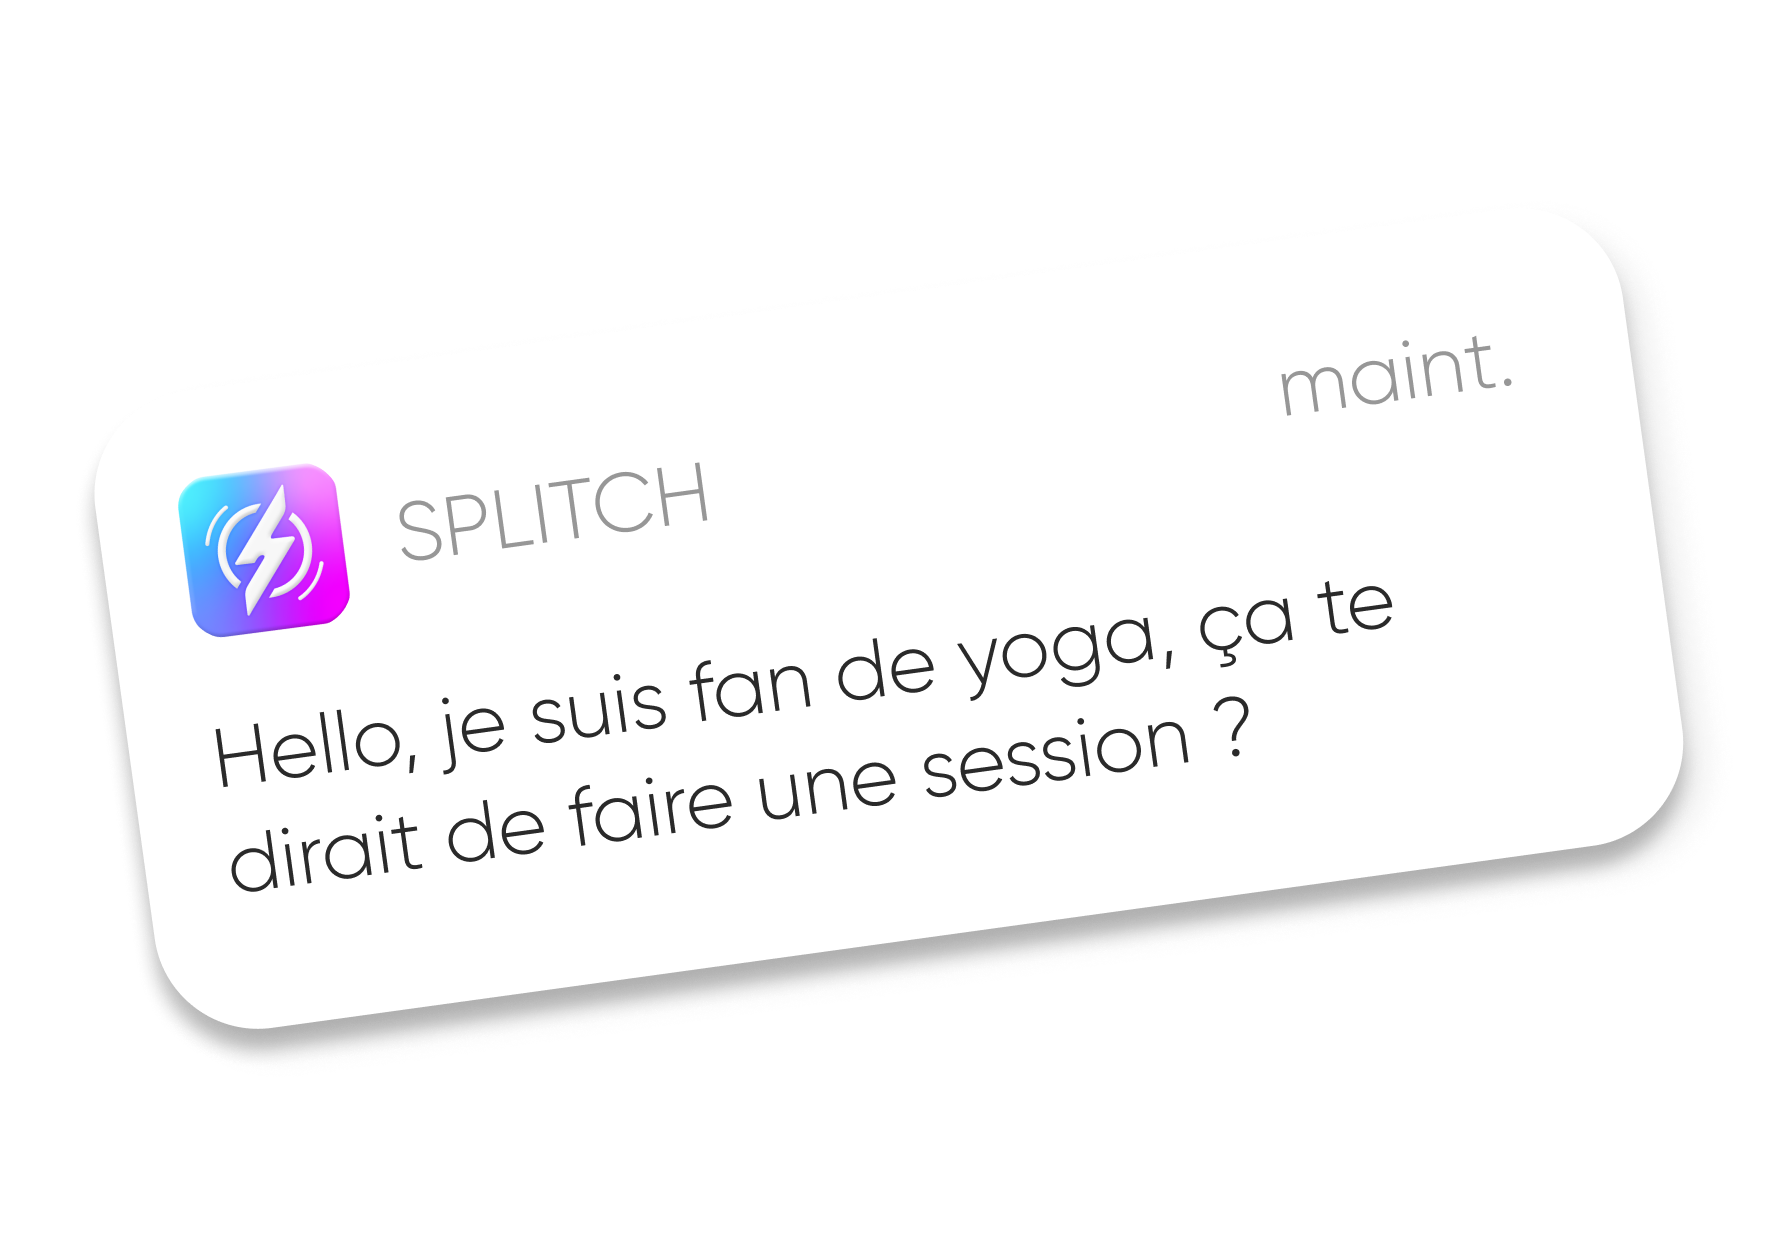 SPLITCH
maint.
Hello, je suis fan de yoga, ça te
dirait de faire une session ?